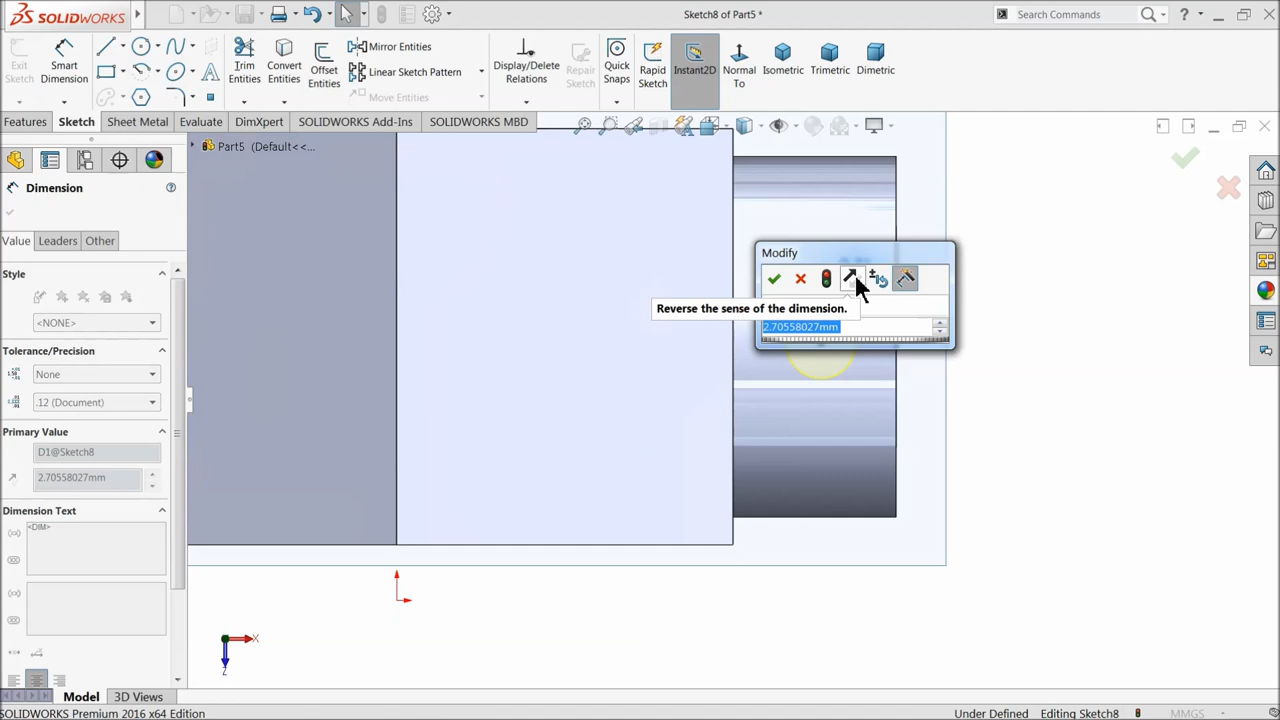 SOLIDWORKS
Sketch8 of Part5 *
Search Commands
?
Exit Sketch
Smart Dimension
Trim Entities
Convert Entities
Offset Entities
Mirror Entities
Linear Sketch Pattern
Move Entities
Display/Delete Relations
Repair Sketch
Quick Snaps
Rapid Sketch
Instant2D
Normal To
Isometric
Trimetric
Dimetric
Features
Sketch
Sheet Metal
Evaluate
DimXpert
SOLIDWORKS Add-Ins
SOLIDWORKS MBD
Part5 (Default<<...
Dimension
Value
Leaders
Other
Style
<NONE>
Tolerance/Precision
None
.12 (Document)
Primary Value
D1@Sketch8
2.70558027mm
Dimension Text
<DIM>
Modify
Reverse the sense of the dimension.
2.70558027mm
X
Z
Model
3D Views
SOLIDWORKS Premium 2016 x64 Edition
Under Defined
Editing Sketch8
MMGS